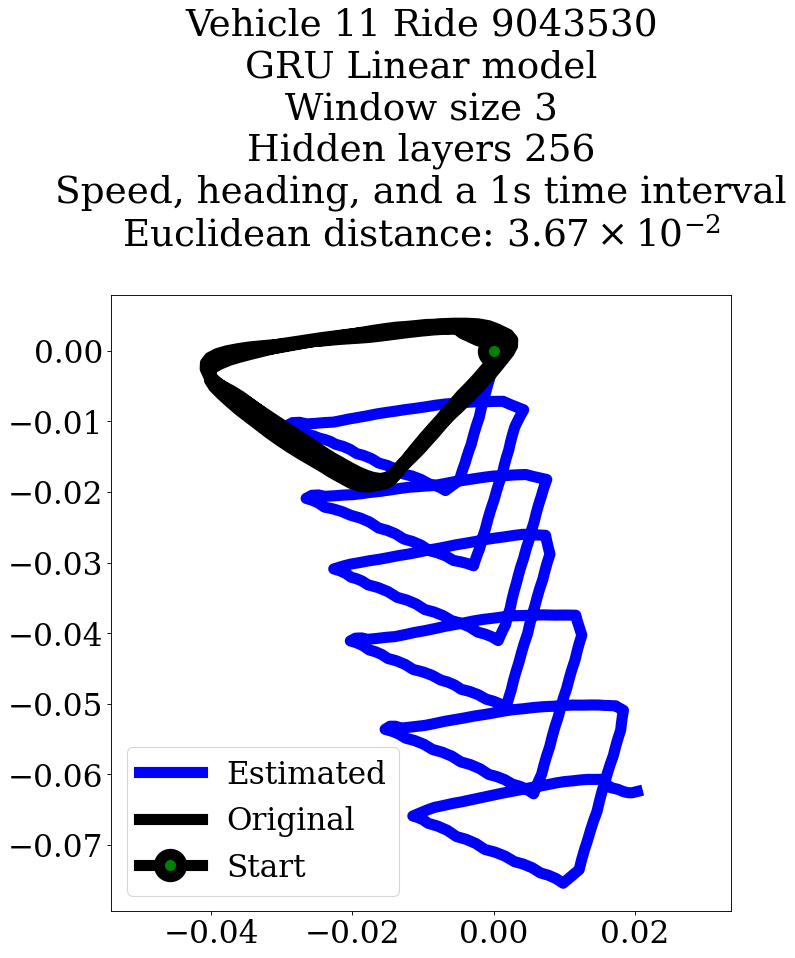 Vehicle 11 Ride 9043530
GRU Linear model
Window size 3
Hidden layers 256
Speed, heading, and a 1s time interval
Euclidean distance: 3.67 × 10⁻²
0.00
−0.01
−0.02
−0.03
−0.04
−0.05
−0.06
−0.07
Estimated
Original
Start
−0.04
−0.02
0.00
0.02